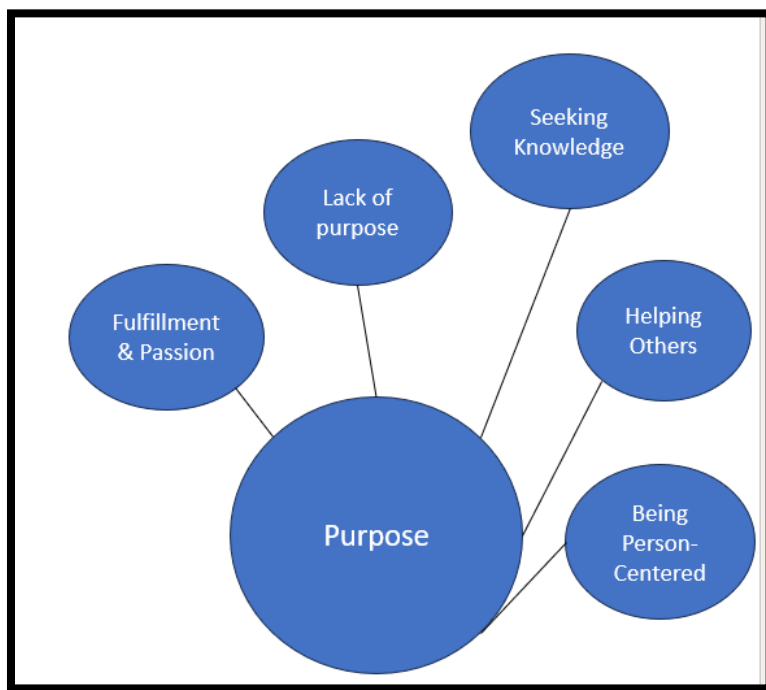 Seeking
Knowledge
Lack of
purpose
Fulfillment
& Passion
Helping
Others
Purpose
Being
Person-
Centered